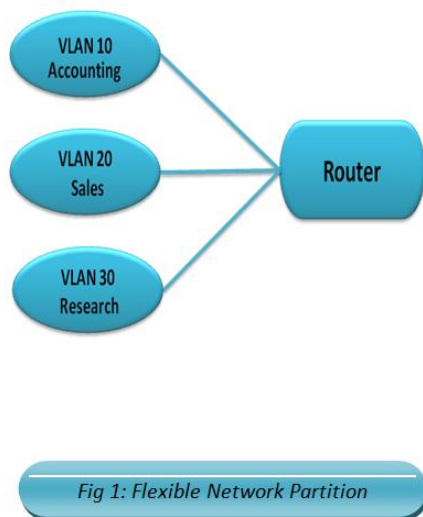 VLAN 10
Accounting
VLAN 20
Sales
VLAN 30
Research
Router
Fig 1: Flexible Network Partition